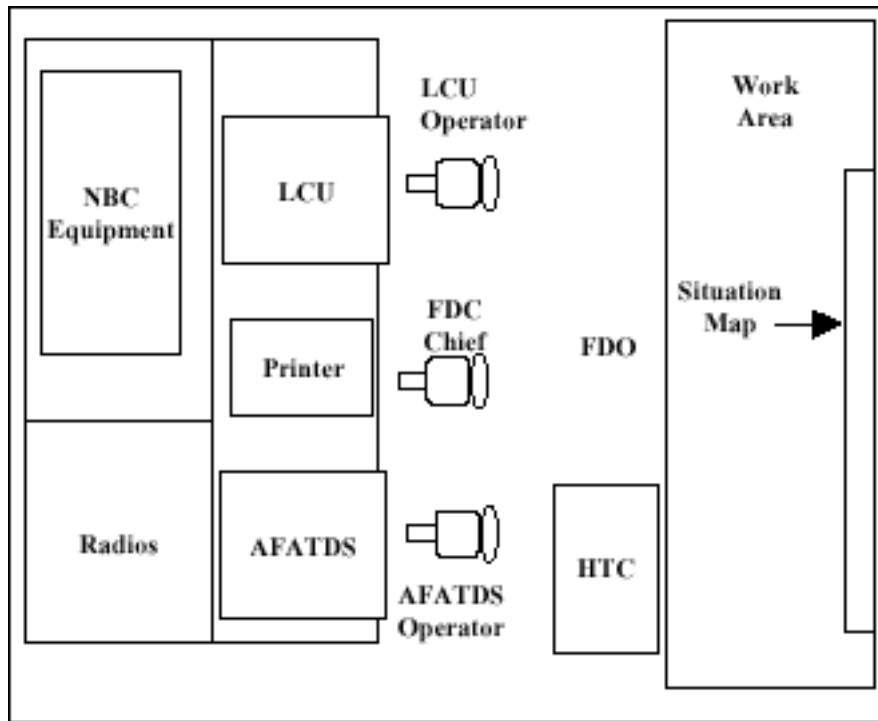 NBC
Equipment
LCU
LCU
Operator
Work
Area
Printer
FDC
Chief
FDO
Situation
Map
Radios
AFATDS
AFATDS
Operator
HTC